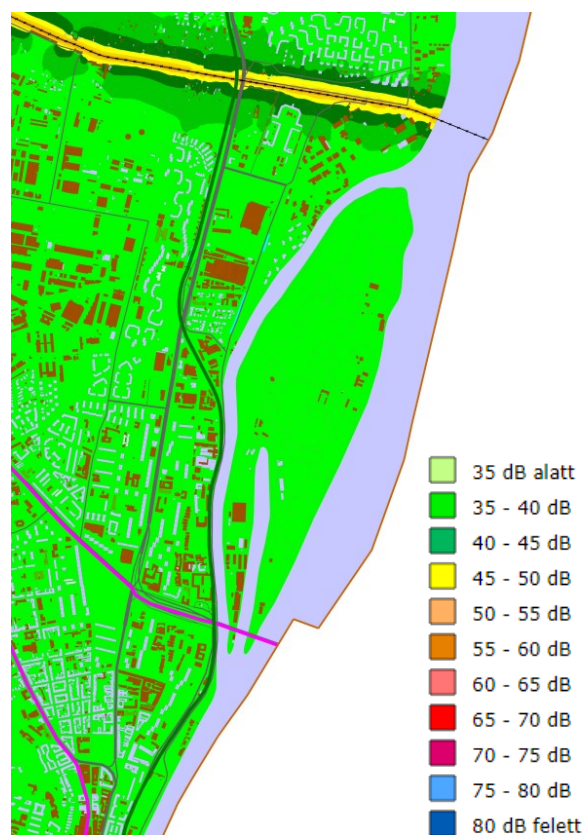 35 dB alatt
35 - 40 dB
40 - 45 dB
45 - 50 dB
50 - 55 dB
55 - 60 dB
60 - 65 dB
65 - 70 dB
70 - 75 dB
75 - 80 dB
80 dB felett